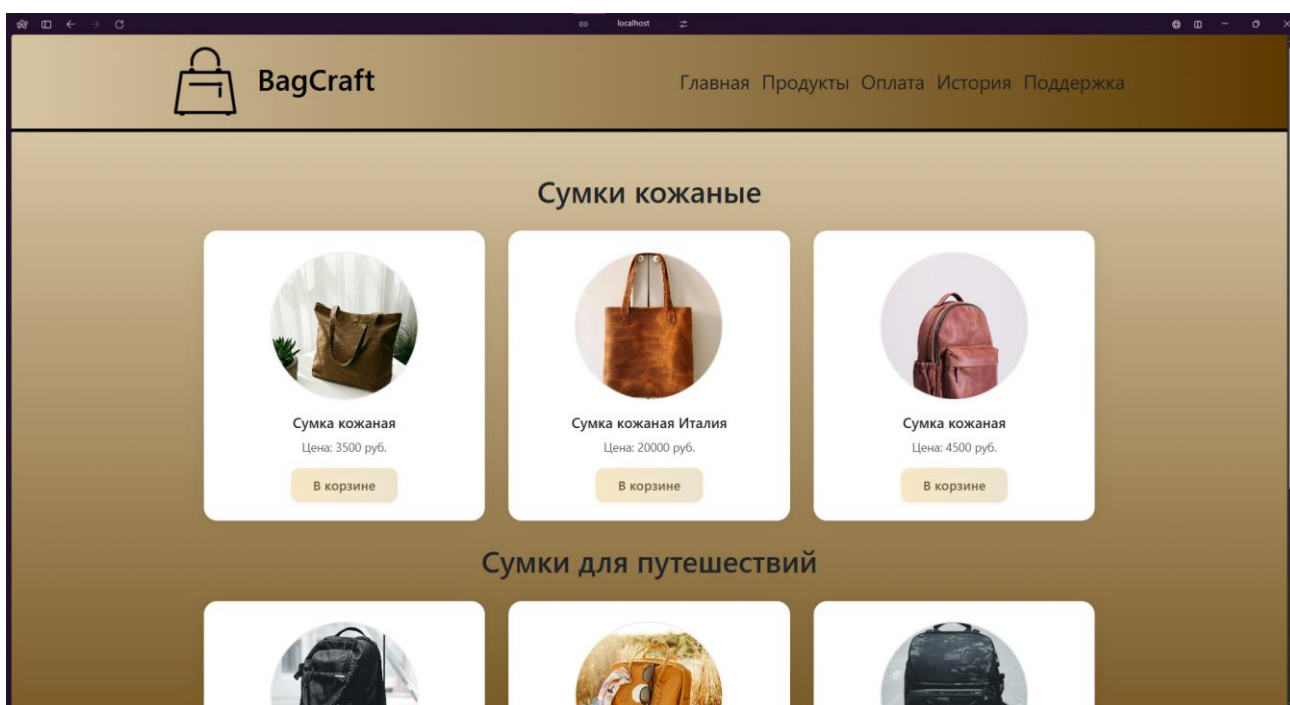 localhost
BagCraft
Главная Продукты Оплата История Поддержка
Сумки кожаные
Сумка кожаная
Цена: 3500 руб.
В корзине
Сумка кожаная Италия
Цена: 20000 руб.
В корзине
Сумка кожаная
Цена: 4500 руб.
В корзине
Сумки для путешествий